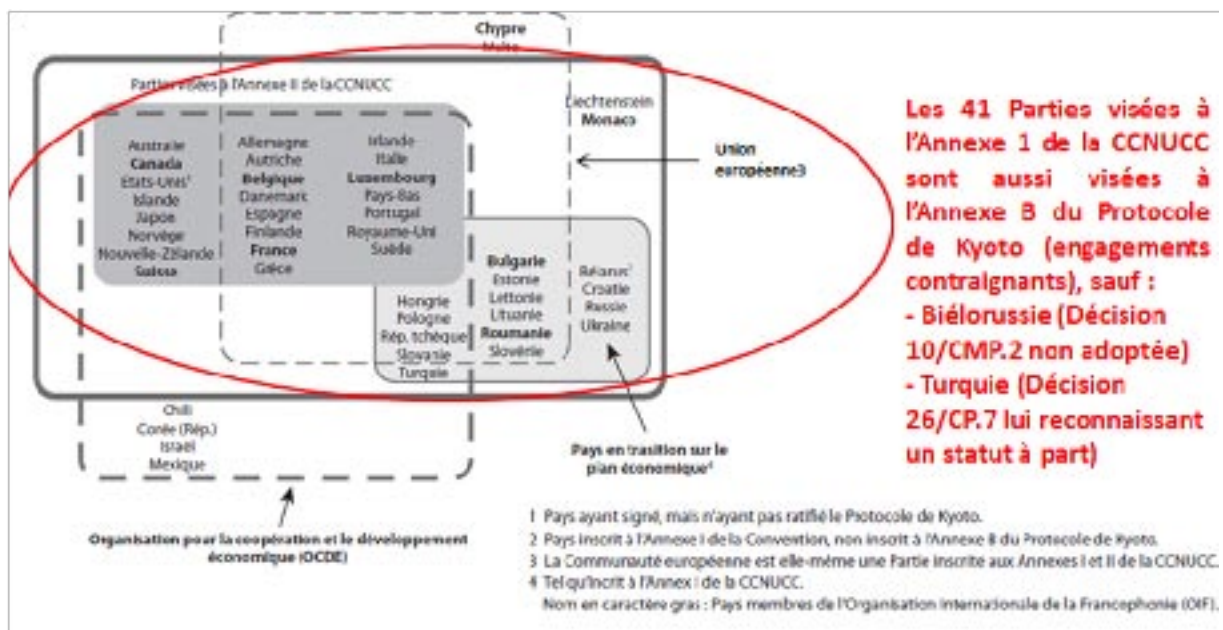 Chypre
Malte
Parties visées à l'Annexe II de la CCNUCC
Liechtenstein
Monaco
Australie
Canada
États-Unis¹
Islande
Japon
Norvège
Nouvelle-Zélande
Suisse
Allemagne
Autriche
Belgique
Danemark
Espagne
Finlande
France
Grèce
Irlande
Italie
Luxembourg
Pays-Bas
Portugal
Royaume-Uni
Suède
Union
européenne3
Hongrie
Pologne
Rép. tchèque
Slovanie
Turquie
Bulgarie
Estonie
Lettonie
Lituanie
Roumanie
Slovénie
Bélarus²
Croatie
Russie
Ukraine
Chili
Corée (Rép.)
Israël
Mexique
Pays en trasition sur le
plan économique⁴
Organisation pour la coopération et le développement
économique (OCDE)
Les 41 Parties visées à
l'Annexe 1 de la CCNUCC
sont aussi visées à
l'Annexe B du Protocole
de Kyoto (engagements
contraignants), sauf :
- Biélorussie (Décision
10/CMP.2 non adoptée)
- Turquie (Décision
26/CP.7 lui reconnaissant
un statut à part)
1 Pays ayant signé, mais n'ayant pas ratifié le Protocole de Kyoto.
2 Pays inscrit à l'Annexe I de la Convention, non inscrit à l'Annexe B du Protocole de Kyoto.
3 La Communauté européenne est elle-même une Partie inscrite aux Annexes I et II de la CCNUCC.
4 Tel qu'incrit à l'Annex I de la CCNUCC.
Nom en caractère gras : Pays membres de l'Organisation Internationale de la Francophonie (OIF).